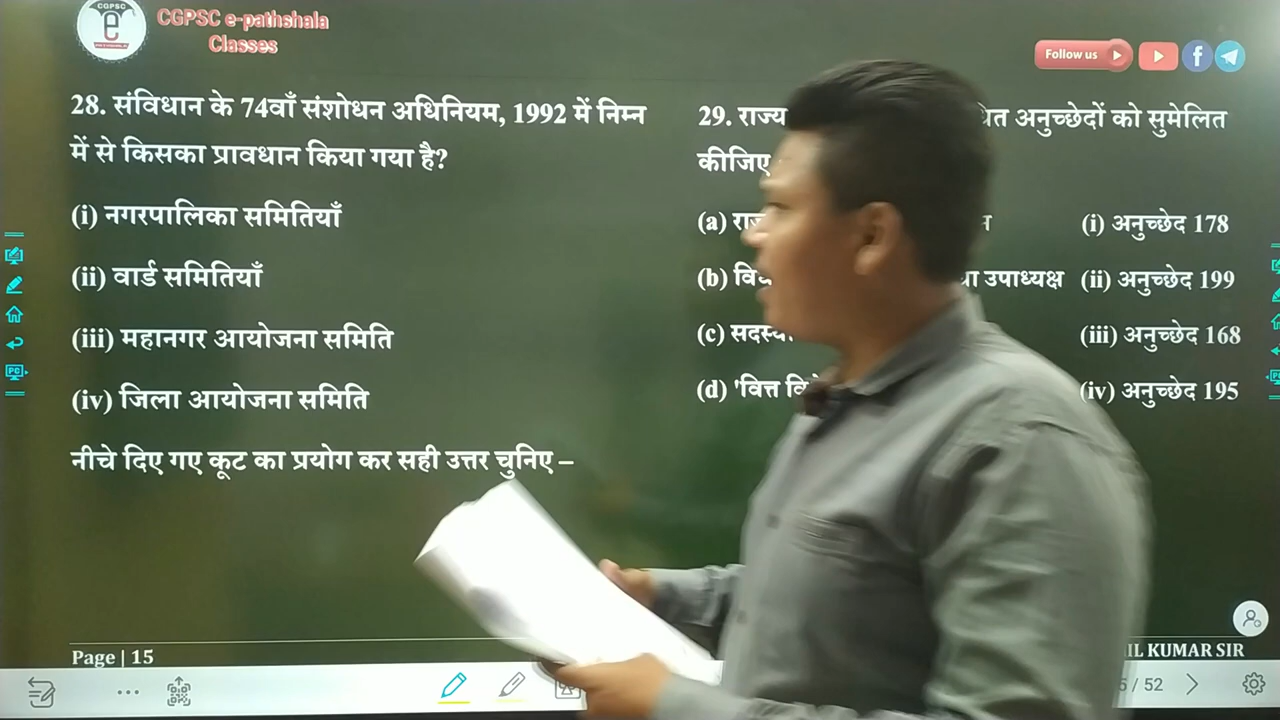 CGPSC
e
CGPSC e-pathshala
Classes
Follow us
28. संविधान के 74वाँ संशोधन अधिनियम, 1992 में निम्न
में से किसका प्रावधान किया गया है?
(i) नगरपालिका समितियाँ
(ii) वार्ड समितियाँ
(iii) महानगर आयोजना समिति
(iv) जिला आयोजना समिति
नीचे दिए गए कूट का प्रयोग कर सही उत्तर चुनिए –
29. राज्य अनुच्छेदों को सुमेलित
कीजिए
(a) (i) अनुच्छेद 178
(b) उपाध्यक्ष (ii) अनुच्छेद 199
(c) (iii) अनुच्छेद 168
(d) 'वित्त (iv) अनुच्छेद 195
Page | 15
KUMAR SIR
/ 52
PC